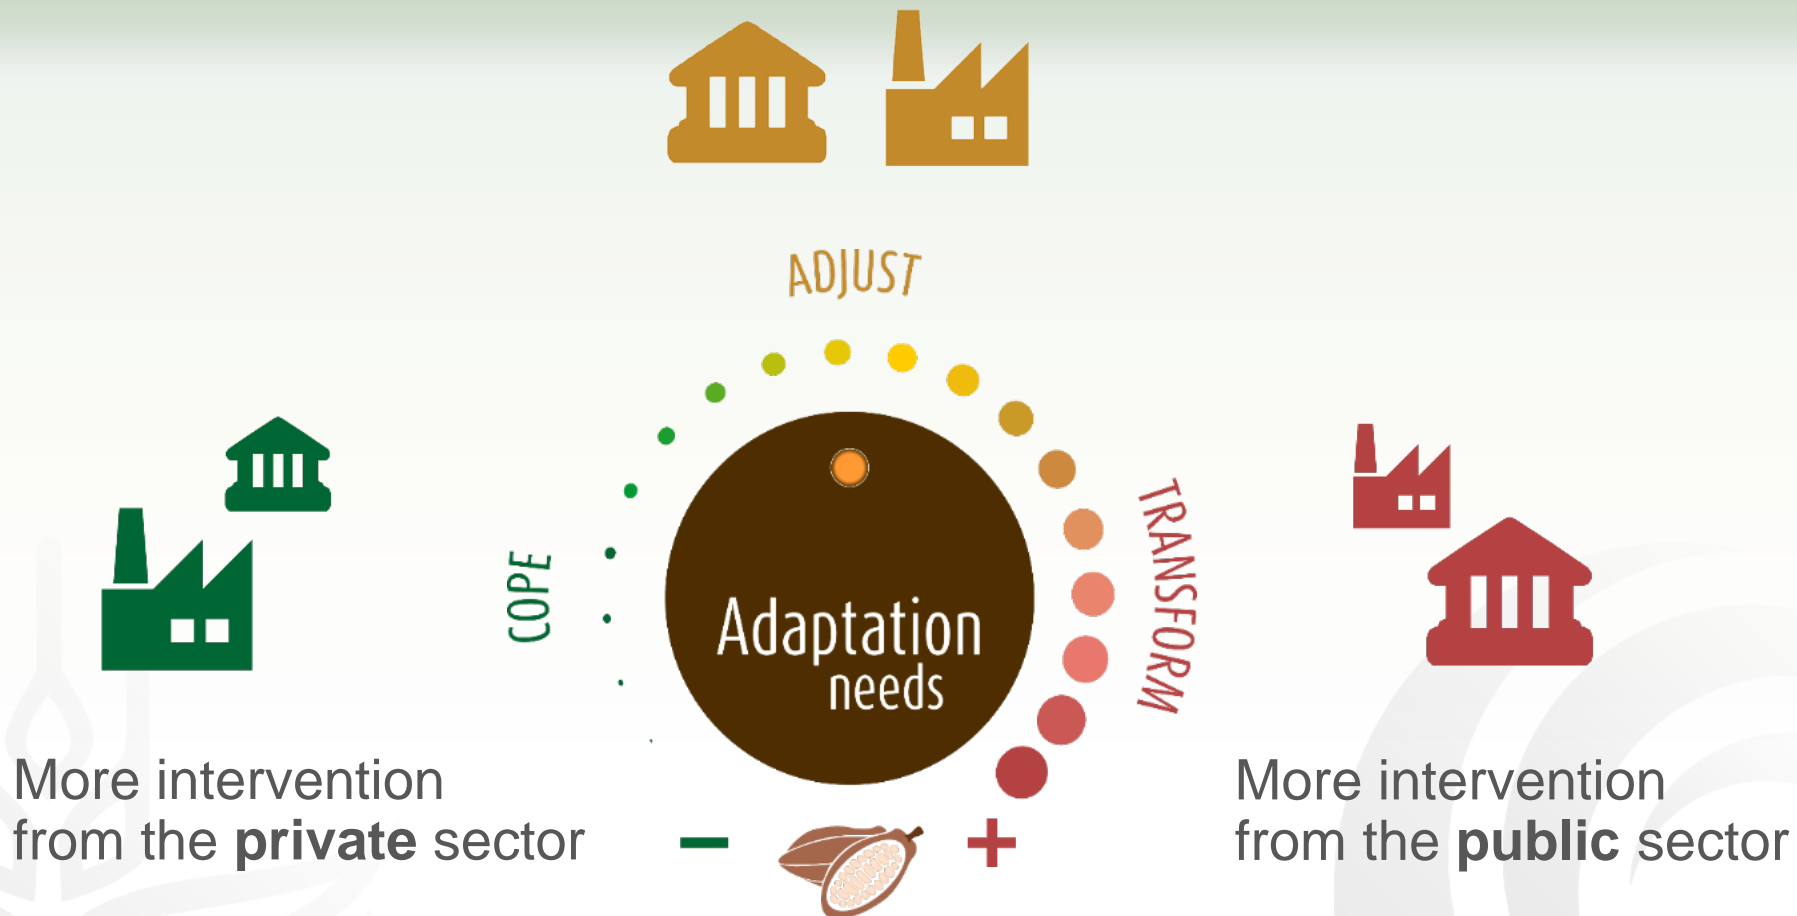 ADJUST
COPE
TRANSFORM
Adaptation
needs
More intervention
from the private sector
− +
More intervention
from the public sector